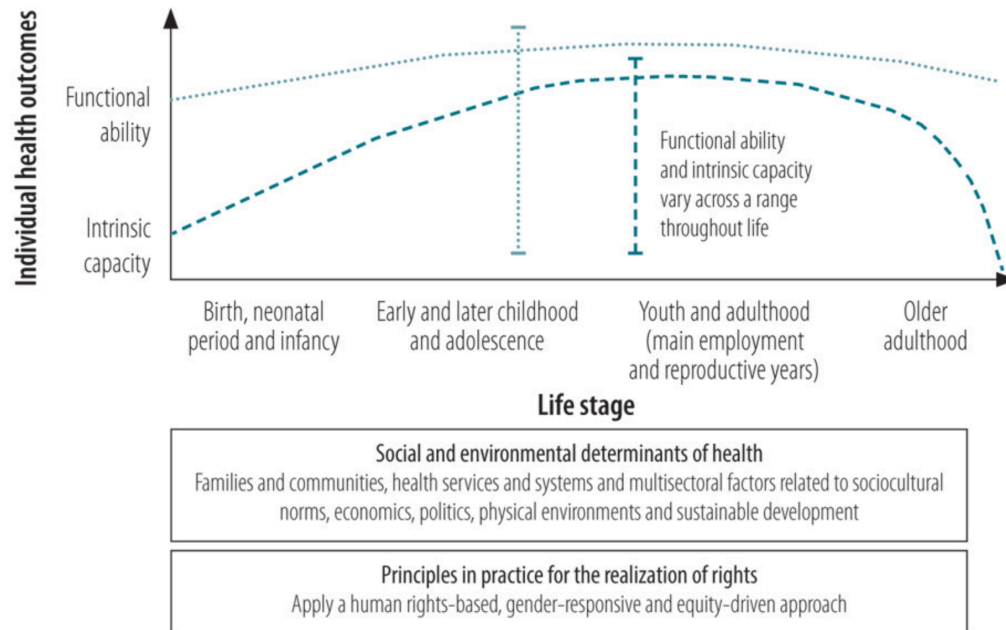 Individual health outcomes
Functional
ability
Intrinsic
capacity
Functional ability
and intrinsic capacity
vary across a range
throughout life
Birth, neonatal
period and infancy
Early and later childhood
and adolescence
Youth and adulthood
(main employment
and reproductive years)
Older
adulthood
Life stage
Social and environmental determinants of health
Families and communities, health services and systems and multisectoral factors related to sociocultural
norms, economics, politics, physical environments and sustainable development
Principles in practice for the realization of rights
Apply a human rights-based, gender-responsive and equity-driven approach